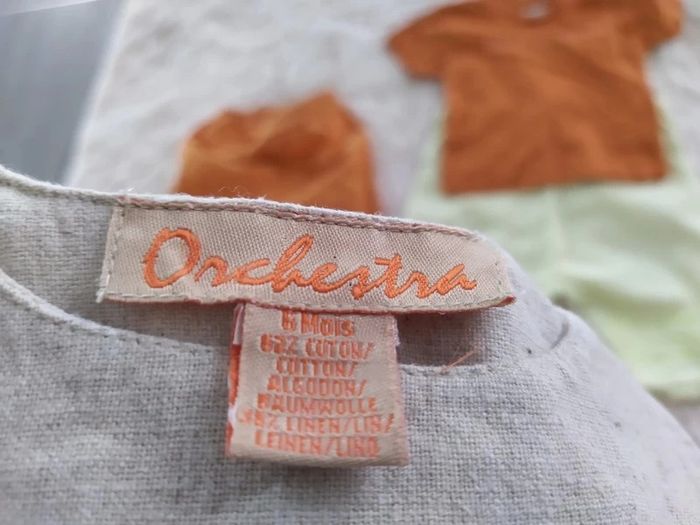 Orchestra
6 Mois
62% COTON/
COTTON/
ALGODON/
BAUMWOLLE
38% LINEN/LIN/
LEINEN/LINO